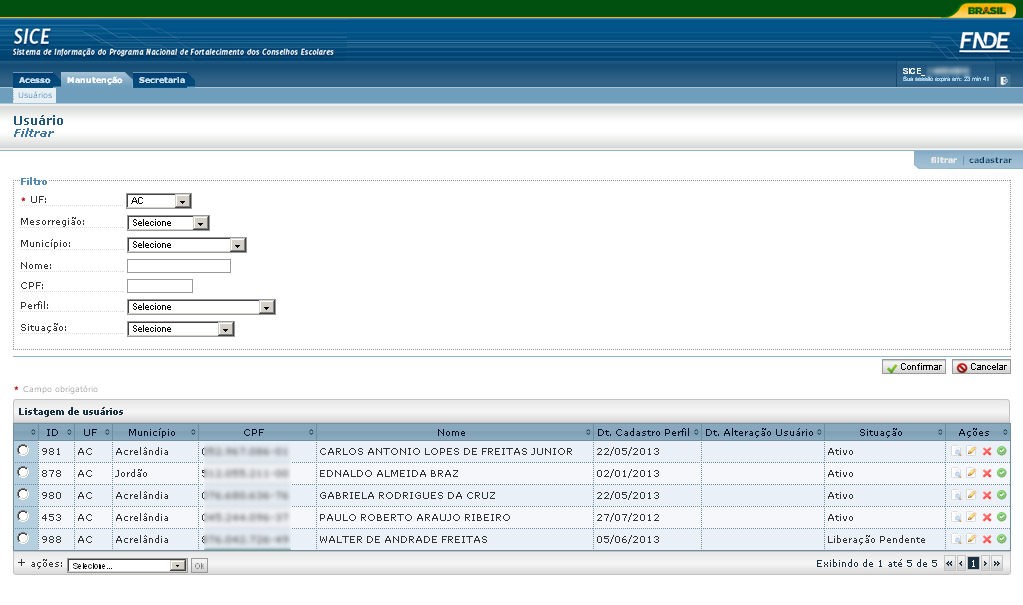 BRASIL
SICE
Sistema de Informação do Programa Nacional de Fortalecimento dos Conselhos Escolares
FNDE
Acesso Manutenção Secretaria
SICE_
Sua sessão expira em: 23 min 41
Usuários
Usuário
Filtrar
filtrar | cadastrar
Filtro
* UF: AC
Mesorregião: Selecione
Município: Selecione
Nome:
CPF:
Perfil: Selecione
Situação: Selecione
Confirmar Cancelar
* Campo obrigatório
Listagem de usuários
ID UF Município CPF Nome Dt. Cadastro Perfil Dt. Alteração Usuário Situação Ações
981 AC Acrelândia CARLOS ANTONIO LOPES DE FREITAS JUNIOR 22/05/2013 Ativo
878 AC Jordão EDNALDO ALMEIDA BRAZ 02/01/2013 Ativo
980 AC Acrelândia GABRIELA RODRIGUES DA CRUZ 22/05/2013 Ativo
453 AC Acrelândia PAULO ROBERTO ARAUJO RIBEIRO 27/07/2012 Ativo
988 AC Acrelândia WALTER DE ANDRADE FREITAS 05/06/2013 Liberação Pendente
+ ações: Selecione... Ok Exibindo de 1 até 5 de 5 1